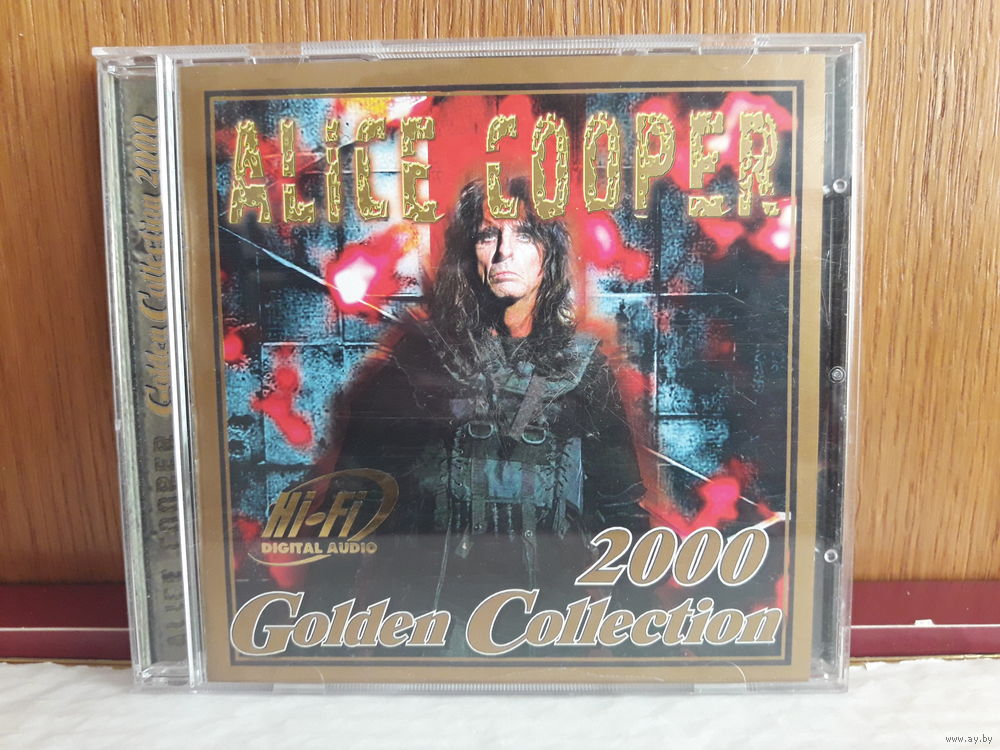 ALICE COOPER
Hi-Fi
DIGITAL AUDIO
2000
Golden Collection
ALICE COOPER Golden Collection 2000
www.ay.by